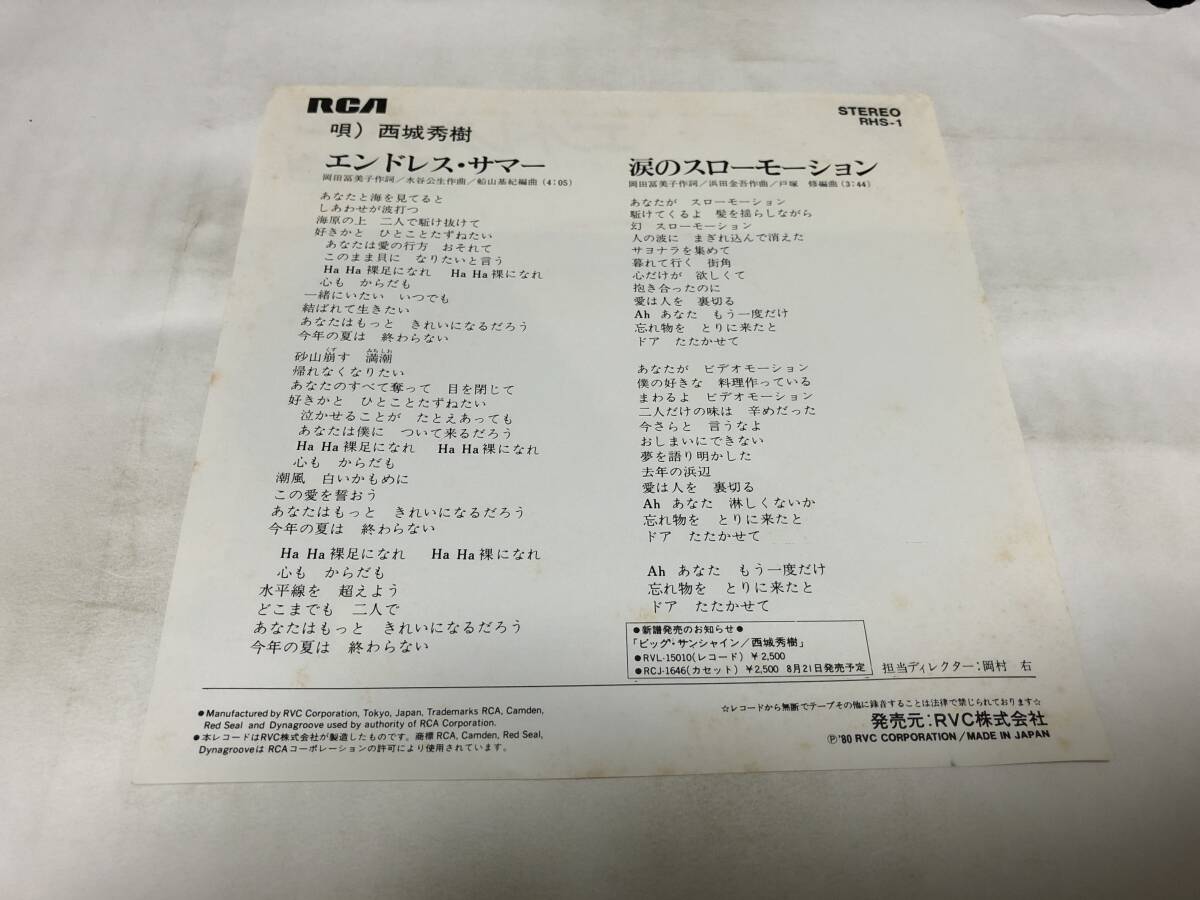 RCA
STEREO
RHS-1
唄）西城秀樹
エンドレス・サマー
岡田冨美子作詞／水谷公生作曲／船山基紀編曲(4:05)
あなたと海を見てると
しあわせが波打つ
海原の上　二人で駈け抜けて
好きかと　ひとことたずねたい
あなたは愛の行方　おそれて
このまま貝に　なりたいと言う
Ha Ha 裸足になれ　Ha Ha 裸になれ
心も　からだも
一緒にいたい　いつでも
結ばれて生きたい
あなたはもっと　きれいになるだろう
今年の夏は　終わらない
くず　みちしお
砂山崩す　満潮
帰れなくなりたい
あなたのすべて奪って　目を閉じて
好きかと　ひとことたずねたい
泣かせることが　たとえあっても
あなたは僕に　ついて来るだろう
Ha Ha 裸足になれ　Ha Ha 裸になれ
心も　からだも
潮風　白いかもめに
この愛を誓おう
あなたはもっと　きれいになるだろう
今年の夏は　終わらない
Ha Ha 裸足になれ　Ha Ha 裸になれ
心も　からだも
水平線を　超えよう
どこまでも　二人で
あなたはもっと　きれいになるだろう
今年の夏は　終わらない
涙のスローモーション
岡田冨美子作詞／浜田金吾作曲／戸塚　修編曲(3:44)
あなたが　スローモーション
駈けてくるよ　髪を揺らしながら
幻　スローモーション
人の波に　まぎれ込んで消えた
サヨナラを集めて
暮れて行く　街角
心だけが　欲しくて
抱き合ったのに
愛は人を　裏切る
Ah あなた　もう一度だけ
忘れ物を　とりに来たと
ドア　たたかせて
あなたが　ビデオモーション
僕の好きな　料理作っている
まわるよ　ビデオモーション
二人だけの味は　辛めだった
今さらと　言うなよ
おしまいにできない
夢を語り明かした
去年の浜辺
愛は人を　裏切る
Ah あなた　淋しくないか
忘れ物を　とりに来たと
ドア　たたかせて
Ah あなた　もう一度だけ
忘れ物を　とりに来たと
ドア　たたかせて
●新譜発売のお知らせ●
「ビッグ・サンシャイン／西城秀樹」
●RVL-15010(レコード)￥2,500
●RCJ-1646(カセット)￥2,500　8月21日発売予定
担当ディレクター：岡村　右
●Manufactured by RVC Corporation, Tokyo, Japan, Trademarks RCA, Camden,
Red Seal and Dynagroove used by authority of RCA Corporation.
●本レコードはRVC株式会社が製造したものです。商標 RCA, Camden, Red Seal,
Dynagroove は RCAコーポレーションの許可により使用されています。
☆レコードから無断でテープその他に録音することは法律で禁じられております☆
発売元：RVC株式会社
Ⓟ'80 RVC CORPORATION／MADE IN JAPAN